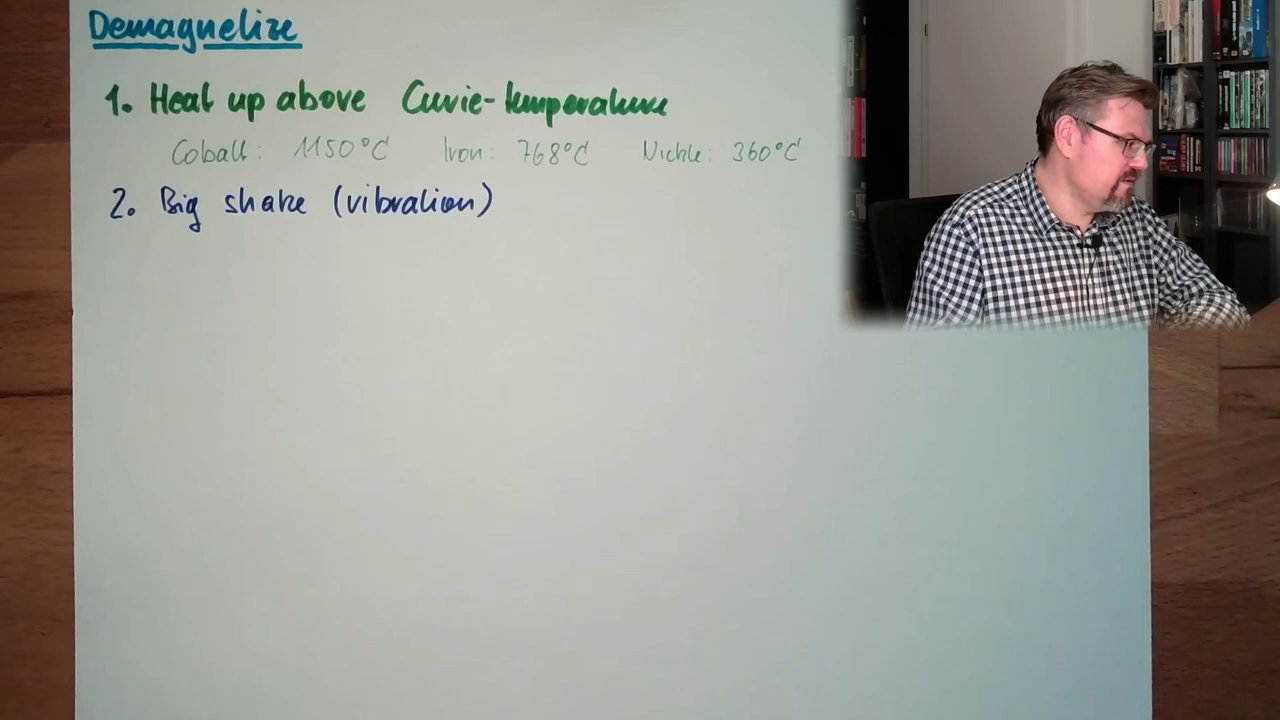 Demagnetize
1. Heat up above Curie-temperature
Cobalt: 1150°C Iron: 768°C Nickle: 360°C
2. Big shake (vibration)